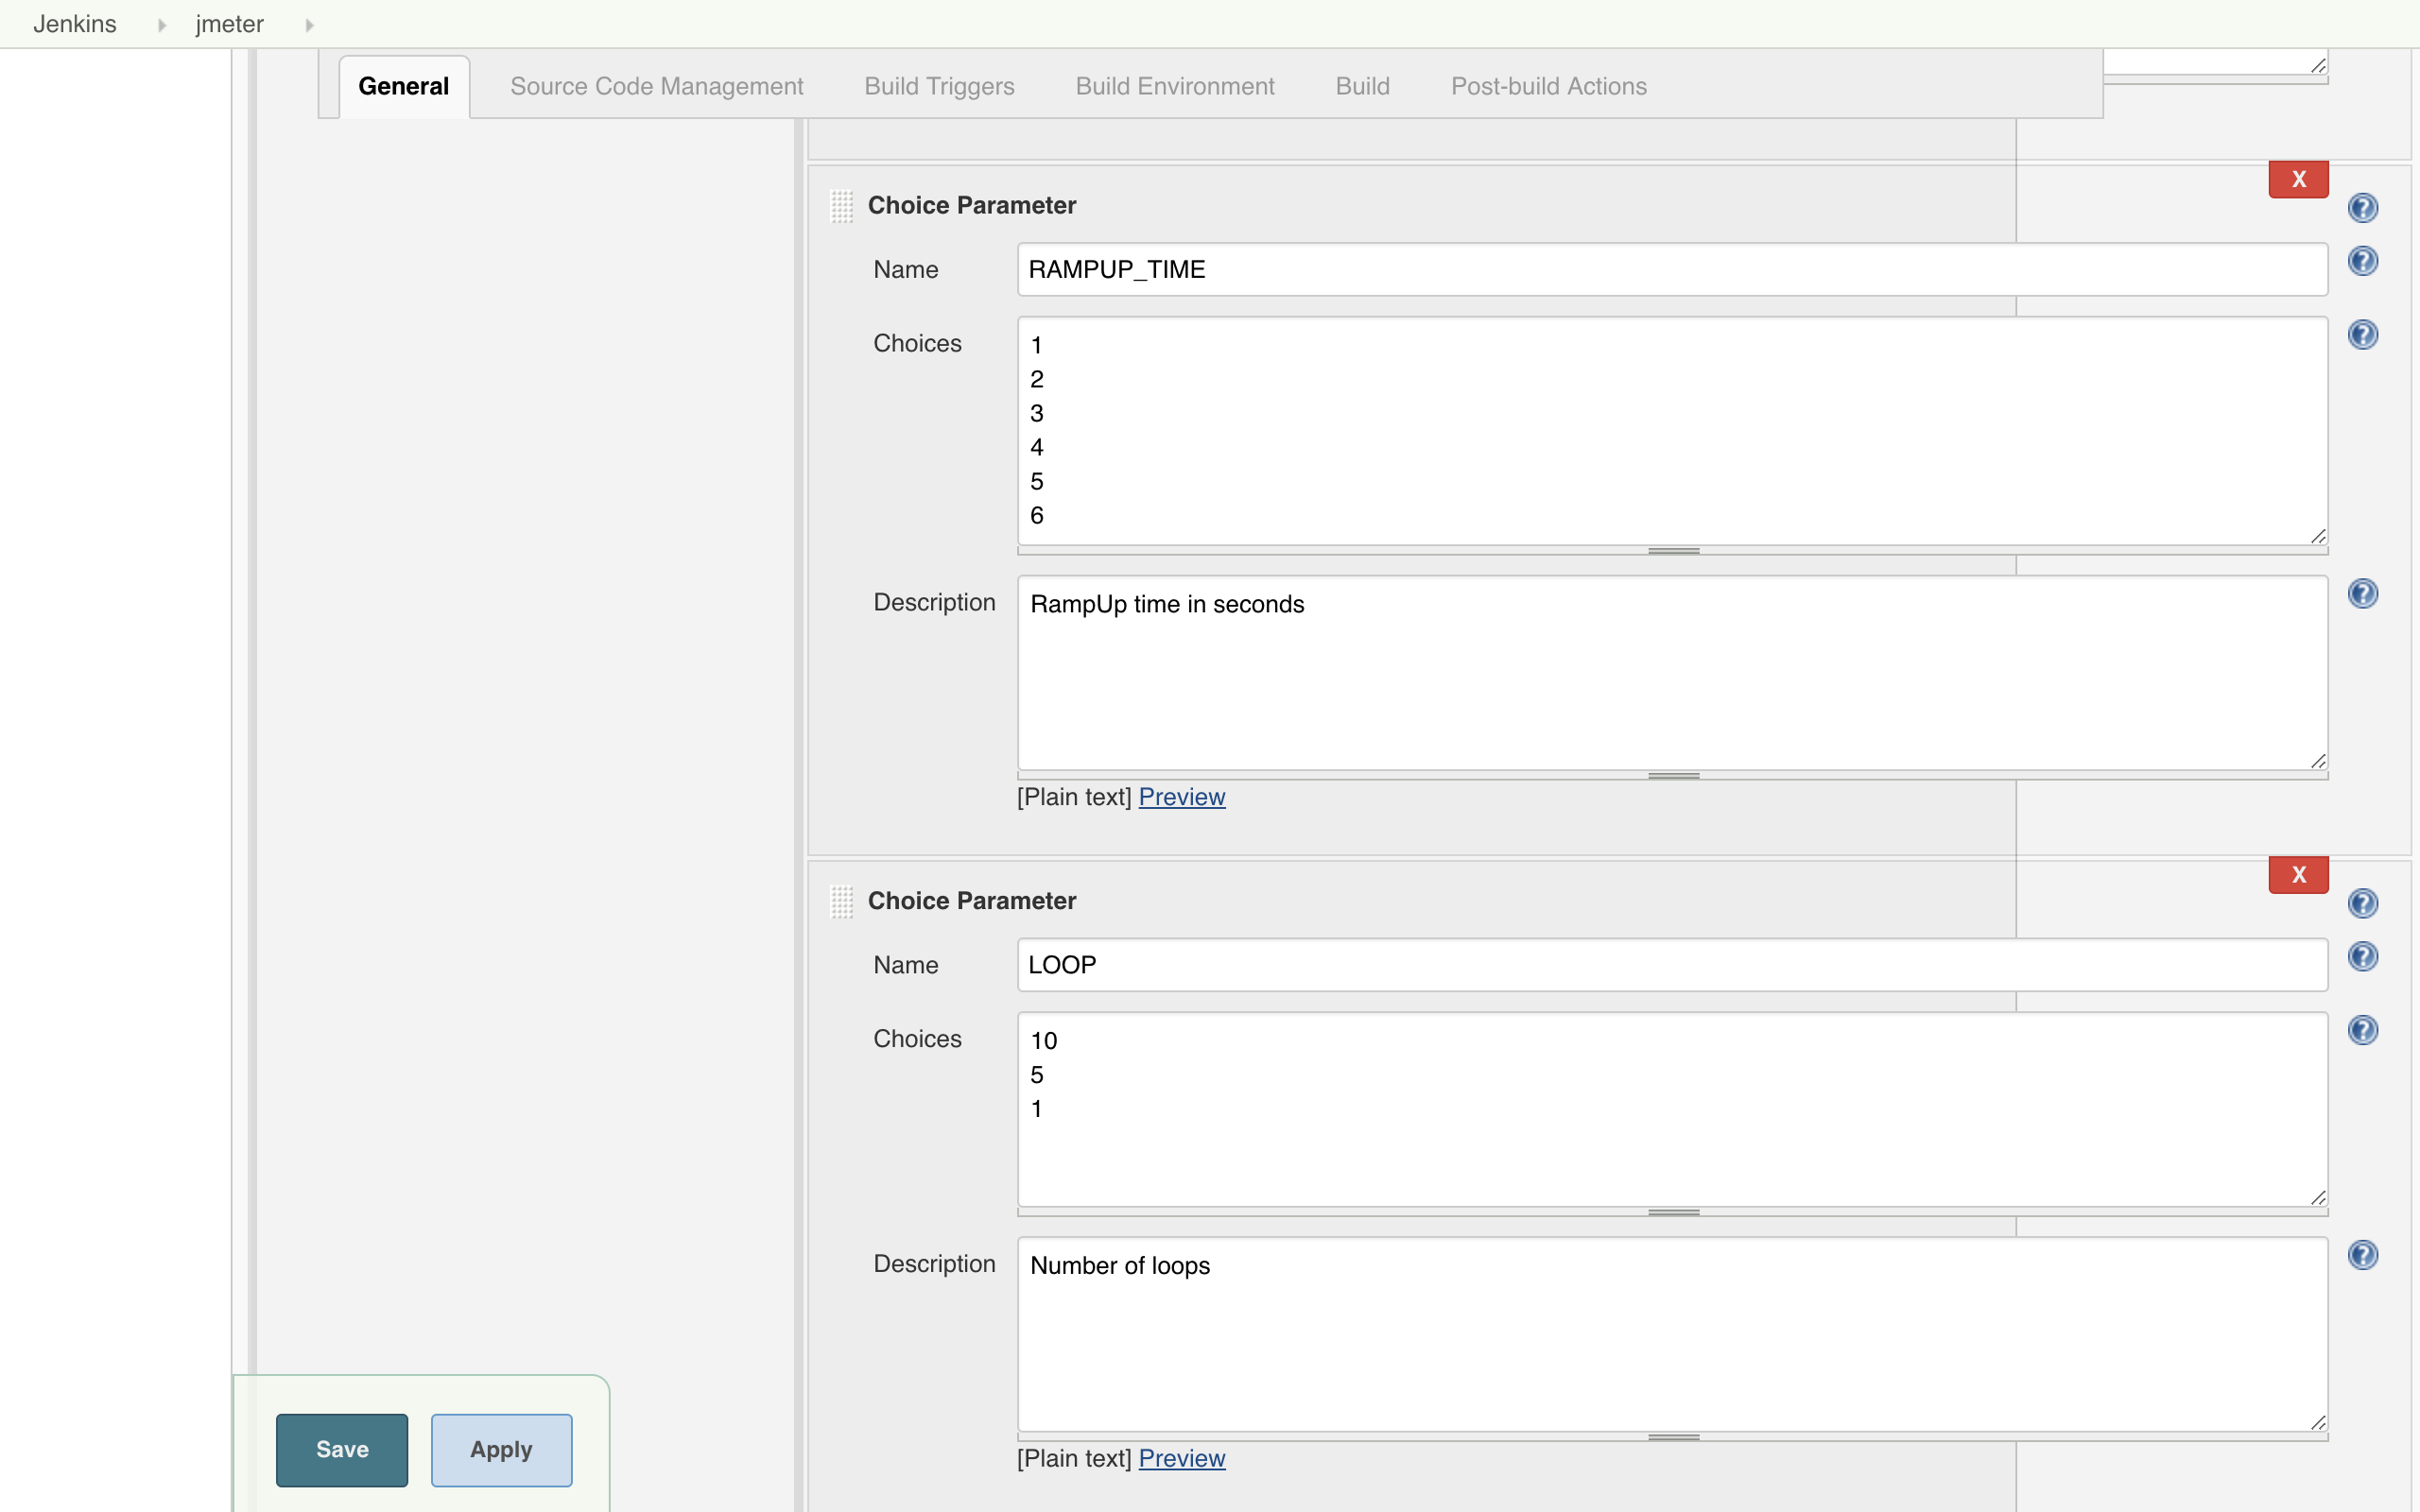 Jenkins jmeter
General Source Code Management Build Triggers Build Environment Build Post-build Actions
X
Choice Parameter ?
Name RAMPUP_TIME ?
Choices 1 ?
2
3
4
5
6
Description RampUp time in seconds ?
[Plain text] Preview
X
Choice Parameter ?
Name LOOP ?
Choices 10 ?
5
1
Description Number of loops ?
[Plain text] Preview
Save Apply